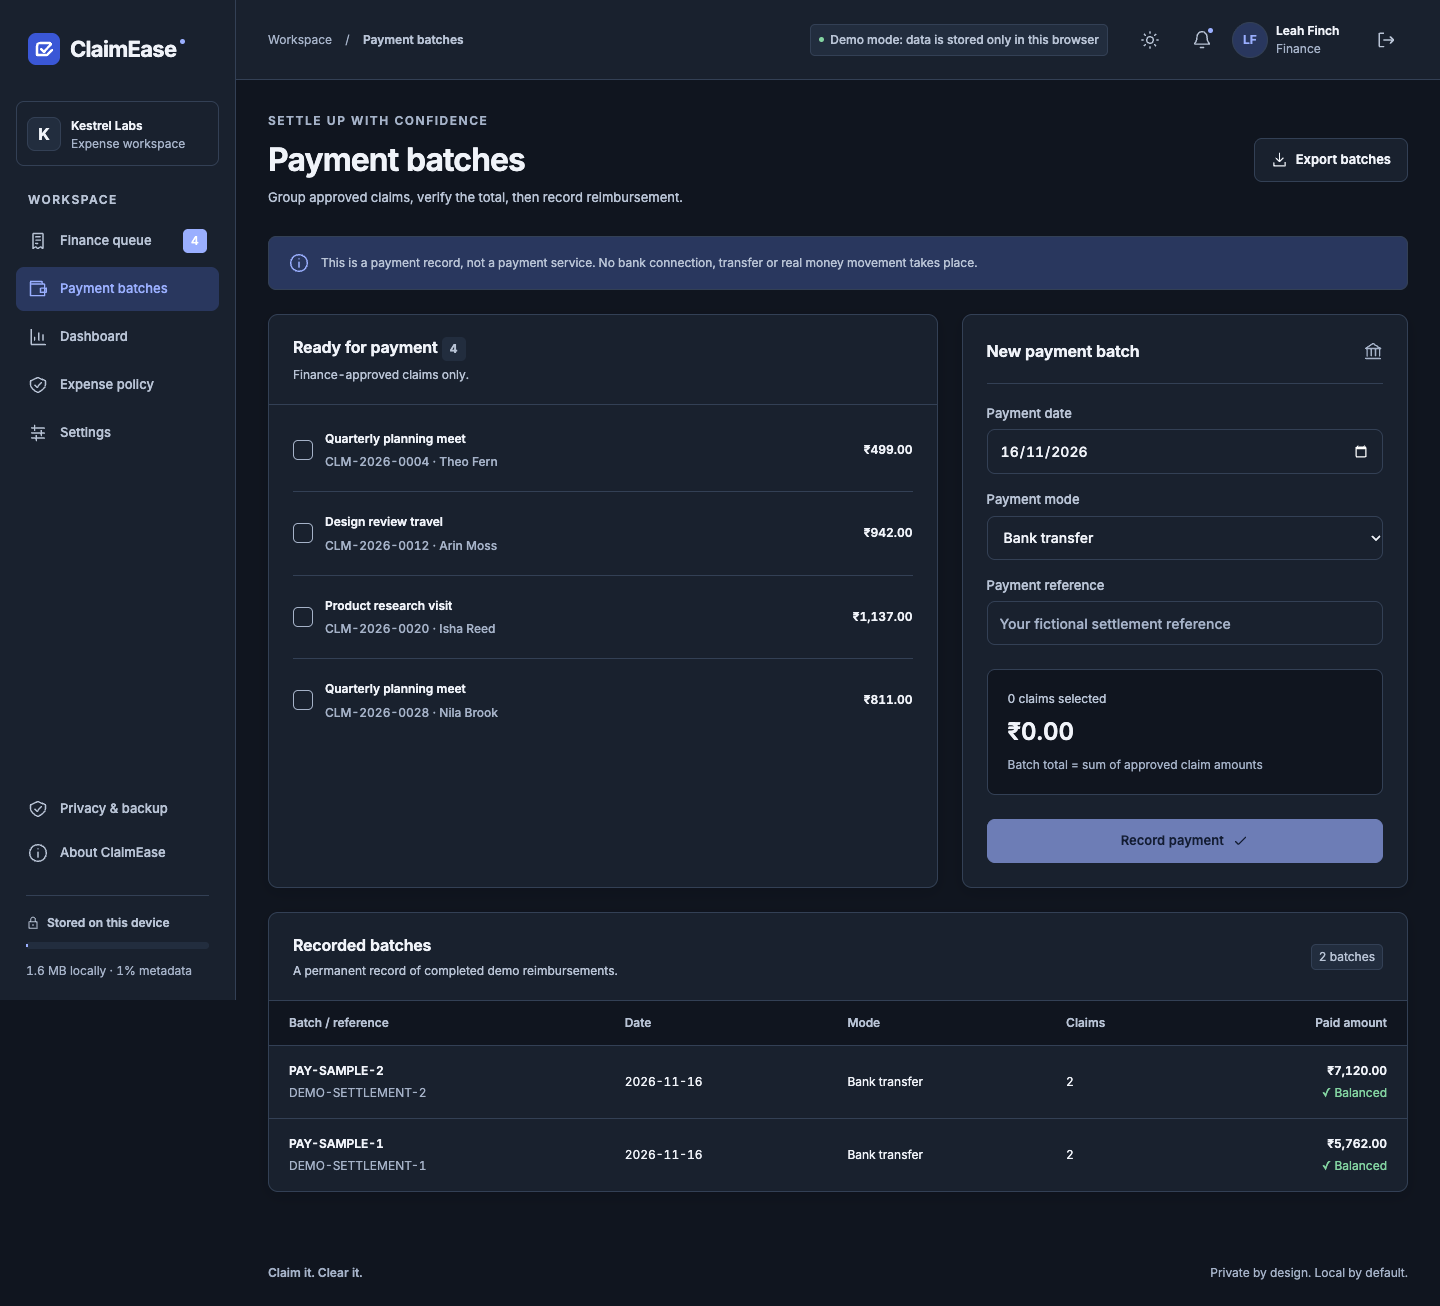 ClaimEase
Kestrel Labs
K
Expense workspace
WORKSPACE
Finance queue 4
Payment batches
Dashboard
Expense policy
Settings
Privacy & backup
About ClaimEase
Stored on this device
1.6 MB locally · 1% metadata
Workspace / Payment batches
Demo mode: data is stored only in this browser
LF
Leah Finch
Finance
SETTLE UP WITH CONFIDENCE
Payment batches
Group approved claims, verify the total, then record reimbursement.
Export batches
This is a payment record, not a payment service. No bank connection, transfer or real money movement takes place.
Ready for payment 4
Finance-approved claims only.
Quarterly planning meet
CLM-2026-0004 · Theo Fern
₹499.00
Design review travel
CLM-2026-0012 · Arin Moss
₹942.00
Product research visit
CLM-2026-0020 · Isha Reed
₹1,137.00
Quarterly planning meet
CLM-2026-0028 · Nila Brook
₹811.00
New payment batch
Payment date
16/11/2026
Payment mode
Bank transfer
Payment reference
Your fictional settlement reference
0 claims selected
₹0.00
Batch total = sum of approved claim amounts
Record payment ✓
Recorded batches
A permanent record of completed demo reimbursements.
2 batches
Batch / reference Date Mode Claims Paid amount
PAY-SAMPLE-2
DEMO-SETTLEMENT-2
2026-11-16 Bank transfer 2
₹7,120.00
✓ Balanced
PAY-SAMPLE-1
DEMO-SETTLEMENT-1
2026-11-16 Bank transfer 2
₹5,762.00
✓ Balanced
Claim it. Clear it.
Private by design. Local by default.